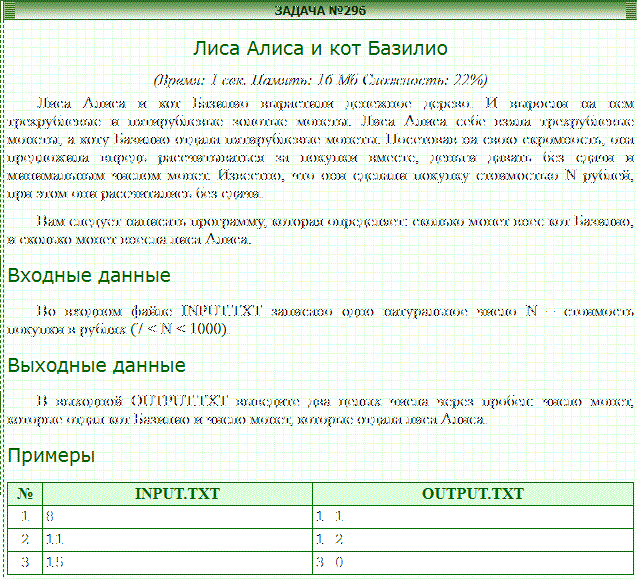 ЗАДАЧА №296
Лиса Алиса и кот Базилио
(Время: 1 сек. Память: 16 Мб Сложность: 22%)
Лиса Алиса и кот Базилио вырастили денежное дерево. И выросли на нем
трехрублевые и пятирублевые золотые монеты. Лиса Алиса себе взяла трехрублевые
монеты, а коту Базилио отдала пятирублевые монеты. Посетовав на свою скромность, она
предложила впредь рассчитываться за покупки вместе, деньги давать без сдачи и
минимальным числом монет. Известно, что они сделали покупку стоимостью N рублей,
при этом они рассчитались без сдачи.
Вам следует написать программу, которая определяет: сколько монет внес кот Базилио,
и сколько монет внесла лиса Алиса.
Входные данные
Во входном файле INPUT.TXT записано одно натуральное число N – стоимость
покупки в рублях (7 < N < 1000)
Выходные данные
В выходной OUTPUT.TXT выведите два целых числа через пробел: число монет,
которые отдал кот Базилио и число монет, которые отдала лиса Алиса.
Примеры
№ INPUT.TXT OUTPUT.TXT
1 8 1 1
2 11 1 2
3 15 3 0